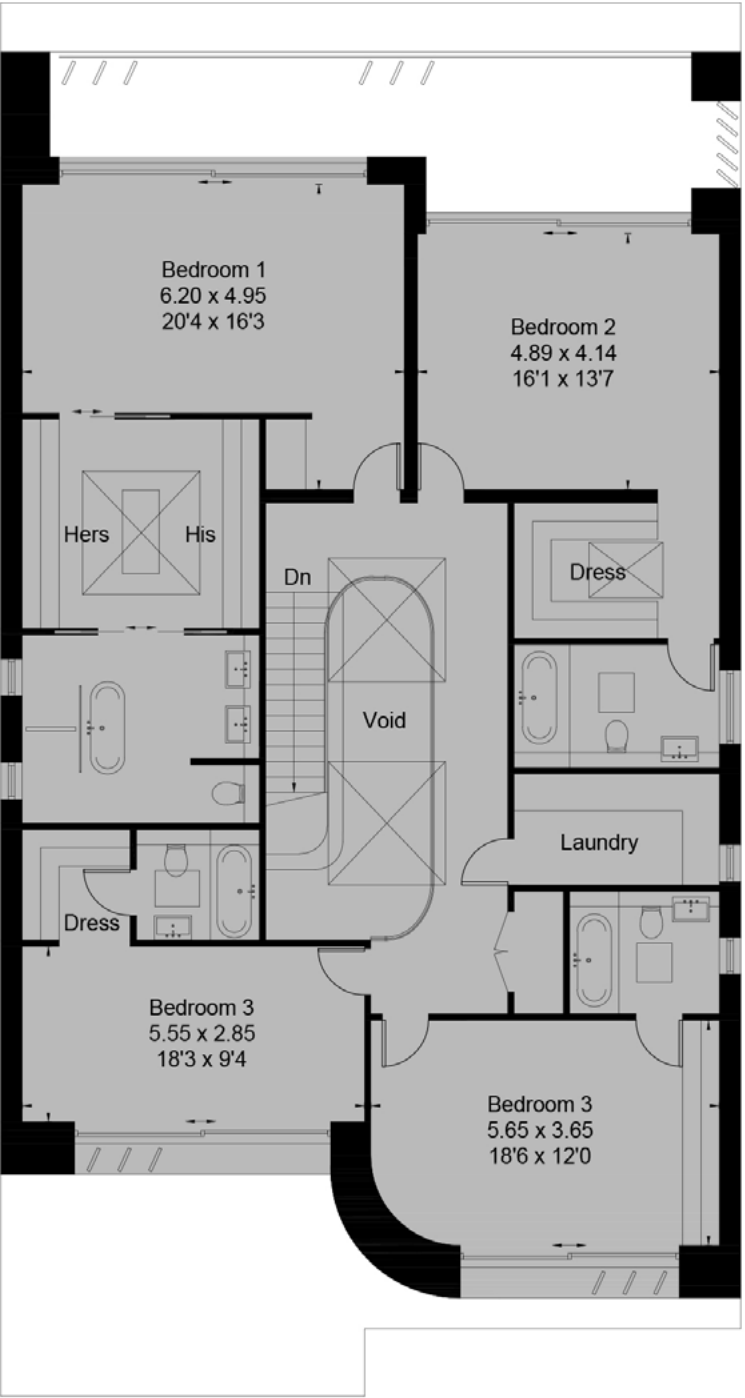 Bedroom 1
6.20 x 4.95
20'4 x 16'3
Bedroom 2
4.89 x 4.14
16'1 x 13'7
Hers
His
Dn
Dress
Void
Laundry
Dress
Bedroom 3
5.55 x 2.85
18'3 x 9'4
Bedroom 3
5.65 x 3.65
18'6 x 12'0